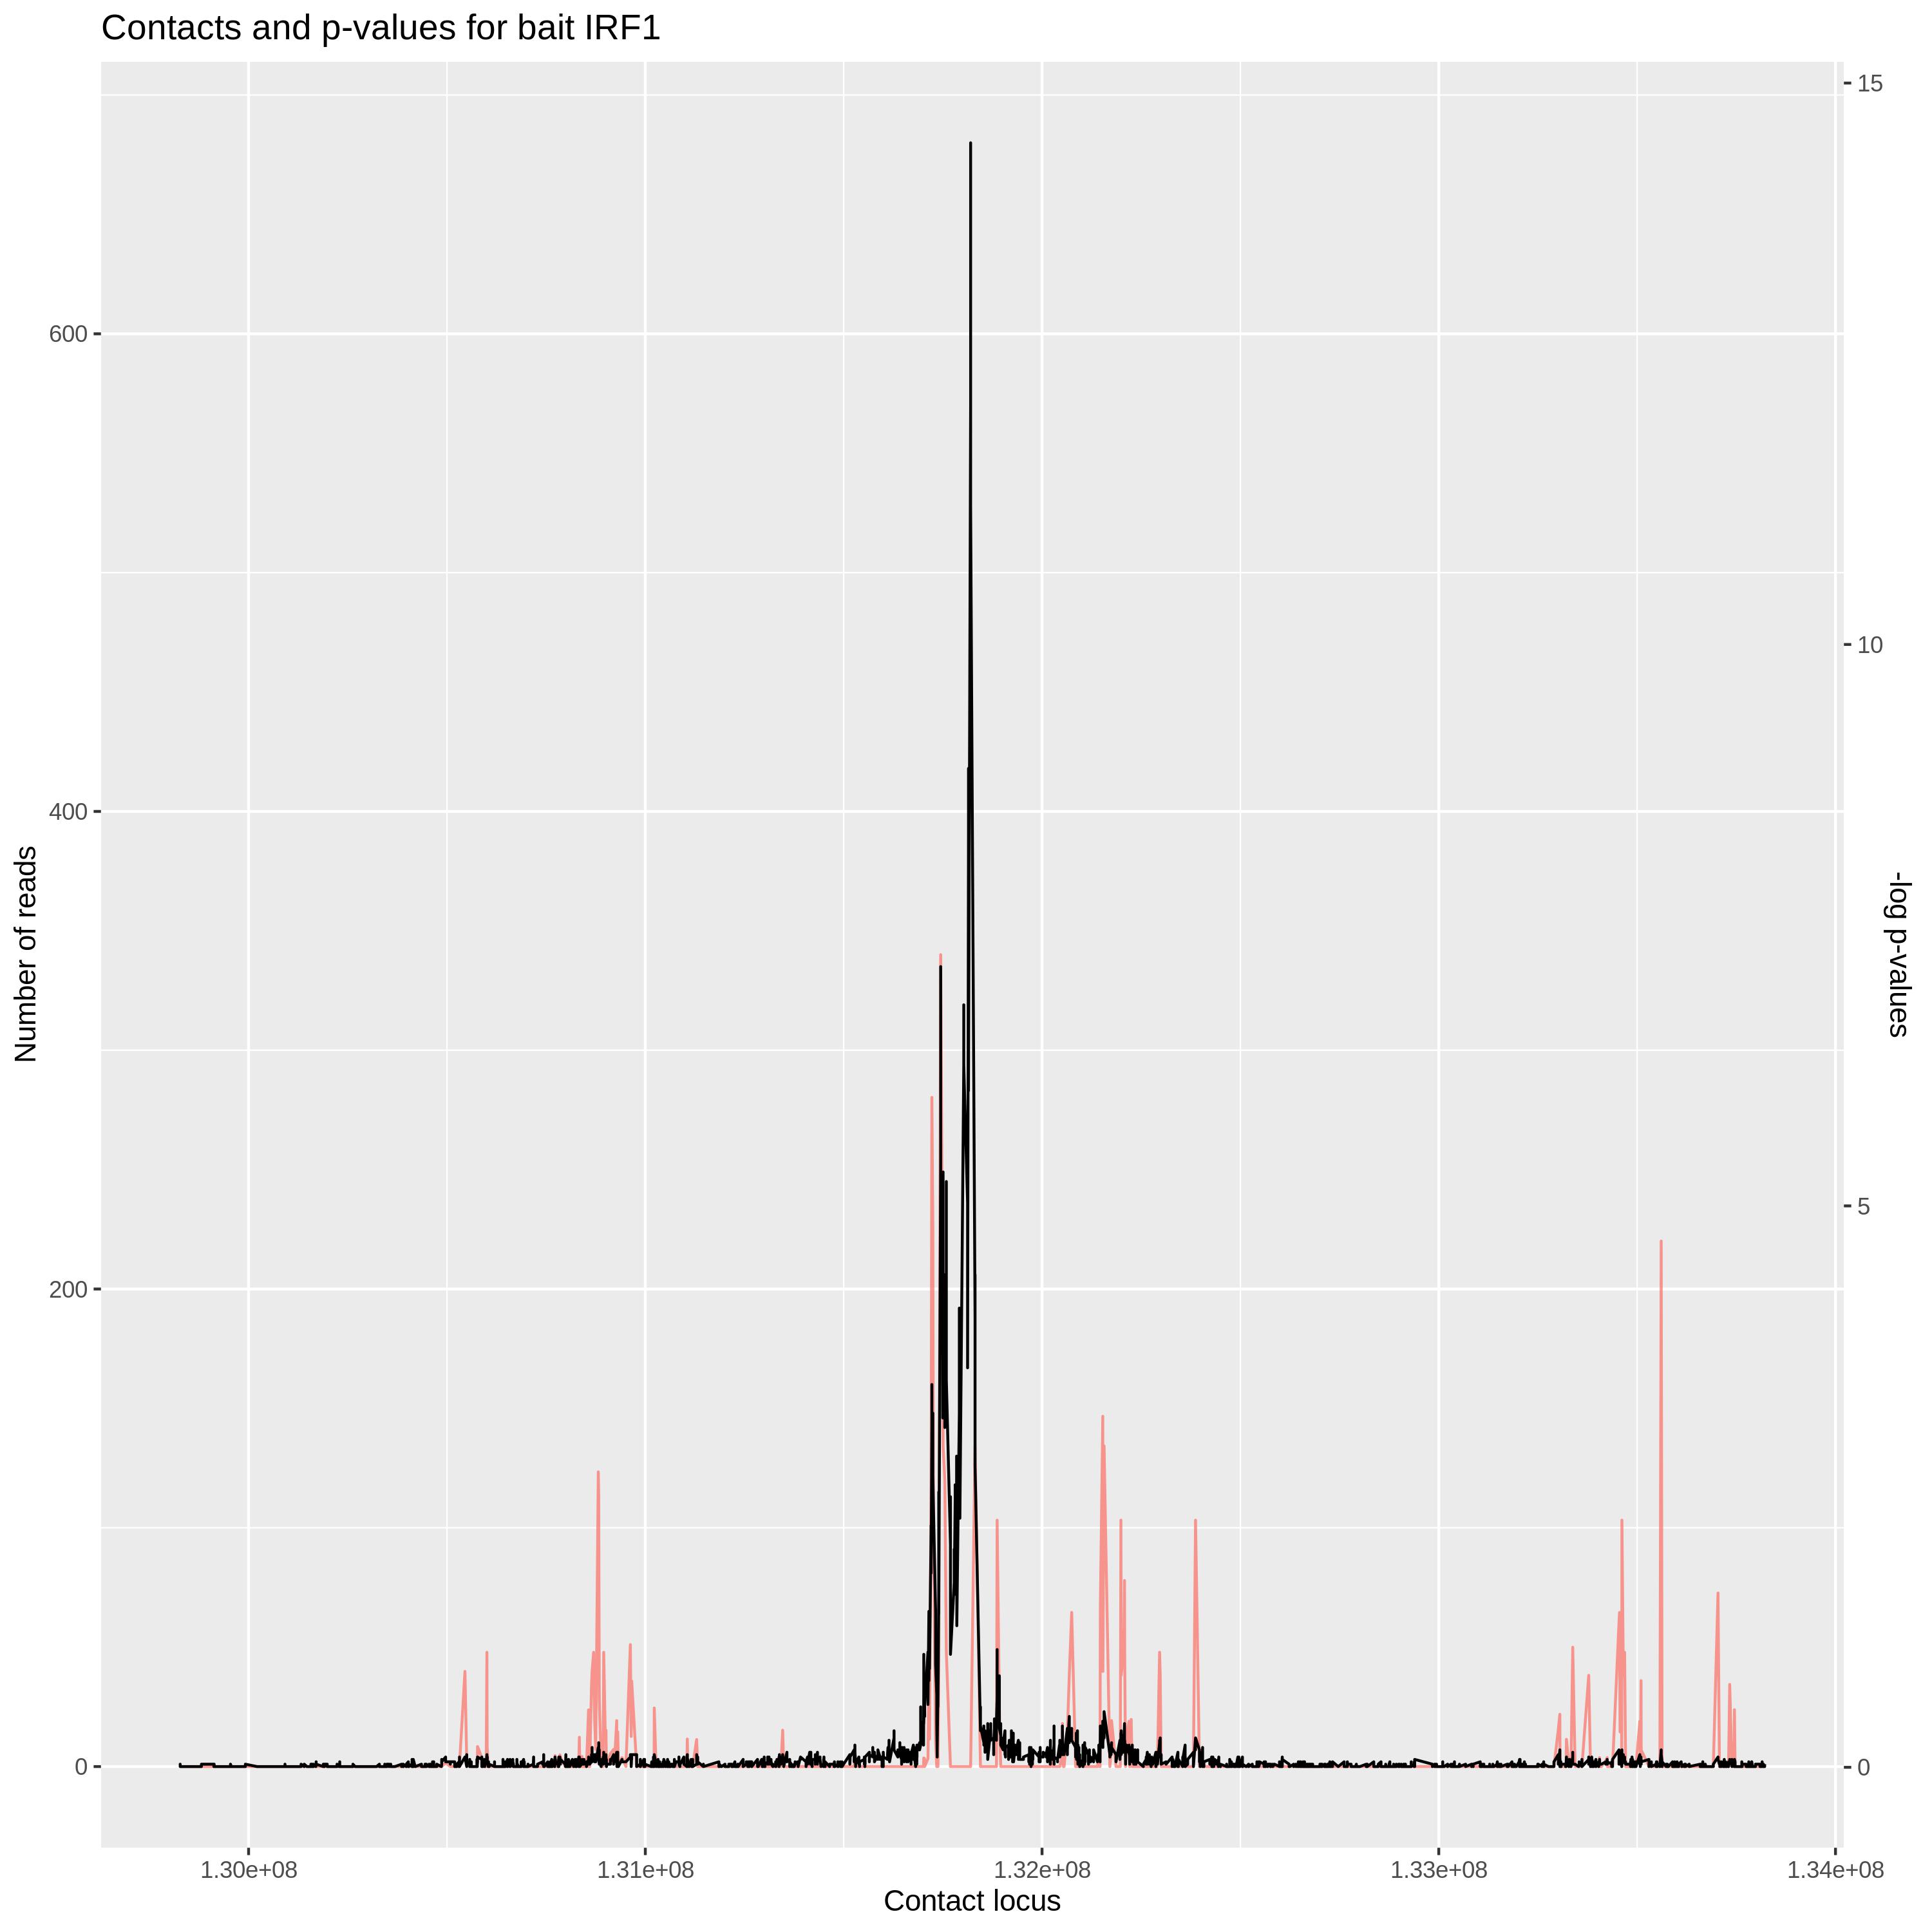 Contacts and p-values for bait IRF1
15
600
10
400
Number of reads
-log p-values
5
200
0
0
1.30e+08
1.31e+08
1.32e+08
1.33e+08
1.34e+08
Contact locus